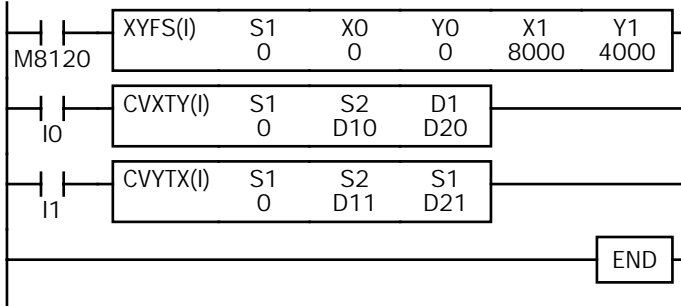 XYFS(I) S1 X0 Y0 X1 Y1
M8120 0 0 0 8000 4000
CVXTY(I) S1 S2 D1
I0 0 D10 D20
CVYTX(I) S1 S2 S1
I1 0 D11 D21
END